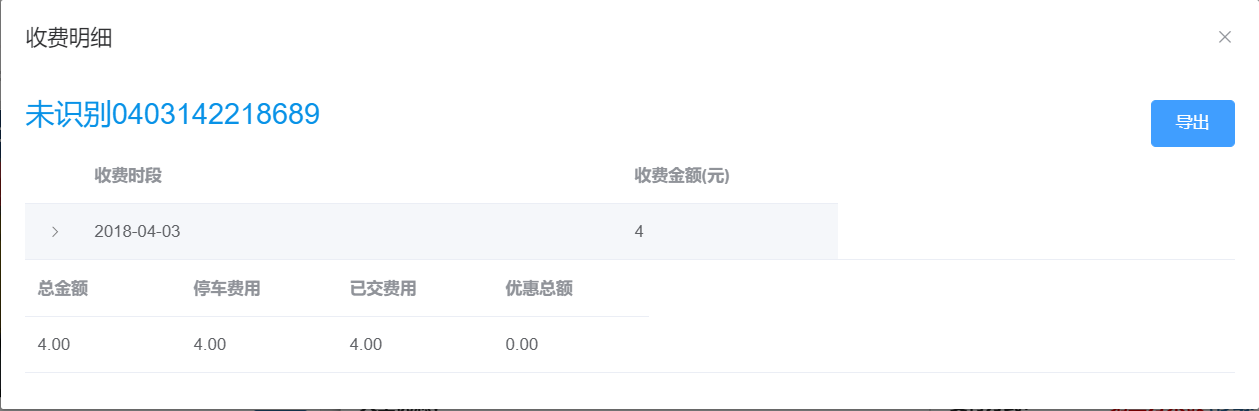 收费明细
未识别0403142218689
导出
收费时段 收费金额(元)
2018-04-03 4
总金额 停车费用 已交费用 优惠总额
4.00 4.00 4.00 0.00